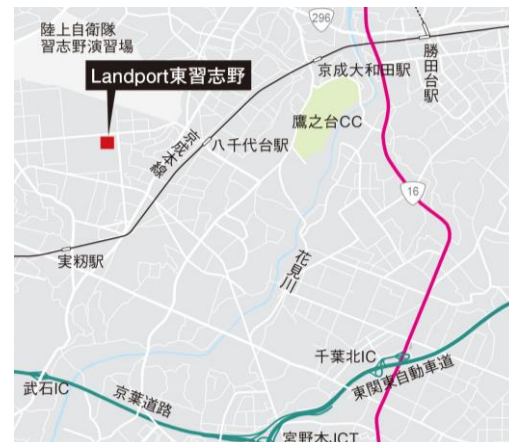 陸上自衛隊
習志野演習場
296
勝田台駅
京成大和田駅
Landport東習志野
鷹之台CC
京成本線
八千代台駅
16
実籾駅
花見川
千葉北IC
東関東自動車道
武石IC
京葉道路
宮野木JCT